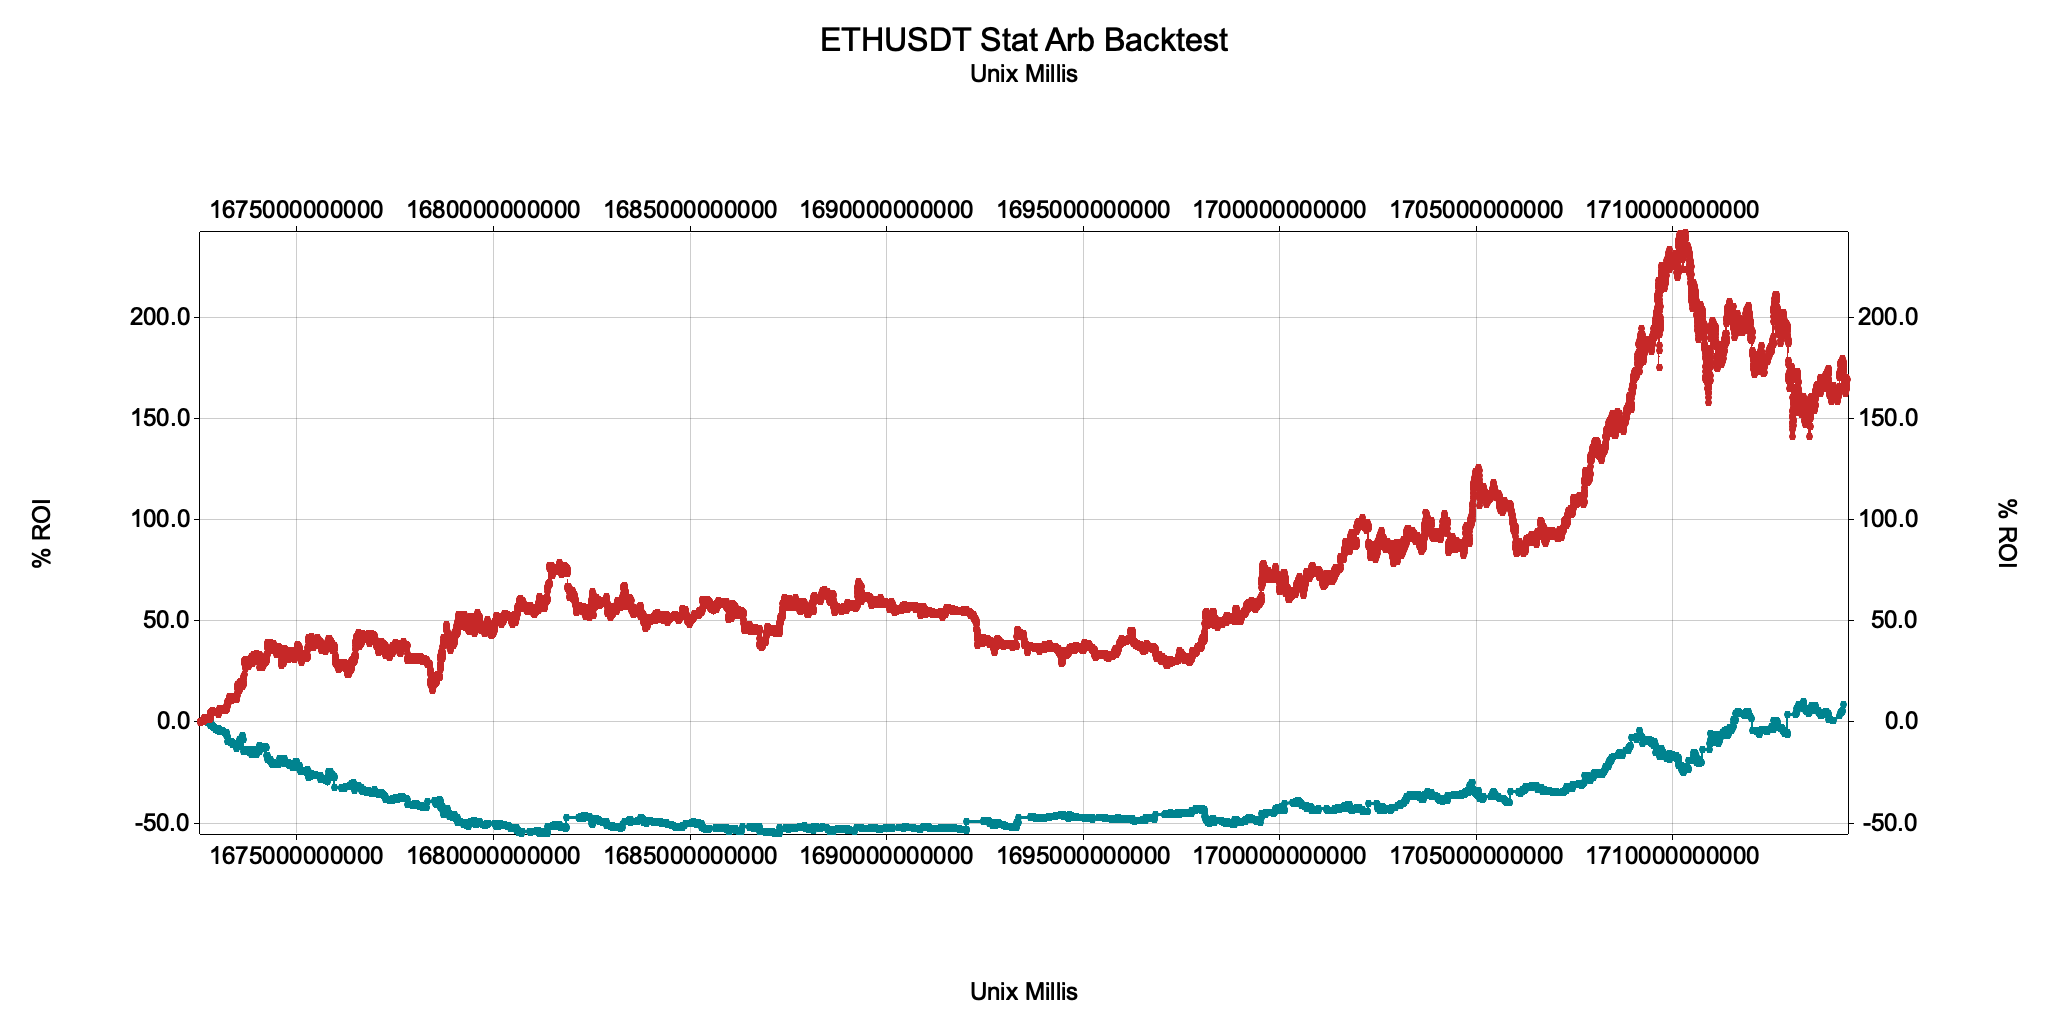 ETHUSDT Stat Arb Backtest
Unix Millis
1675000000000 1680000000000 1685000000000 1690000000000 1695000000000 1700000000000 1705000000000 1710000000000
200.0 200.0
150.0 150.0
100.0 100.0
% ROI % ROI
50.0 50.0
0.0 0.0
-50.0 -50.0
1675000000000 1680000000000 1685000000000 1690000000000 1695000000000 1700000000000 1705000000000 1710000000000
Unix Millis